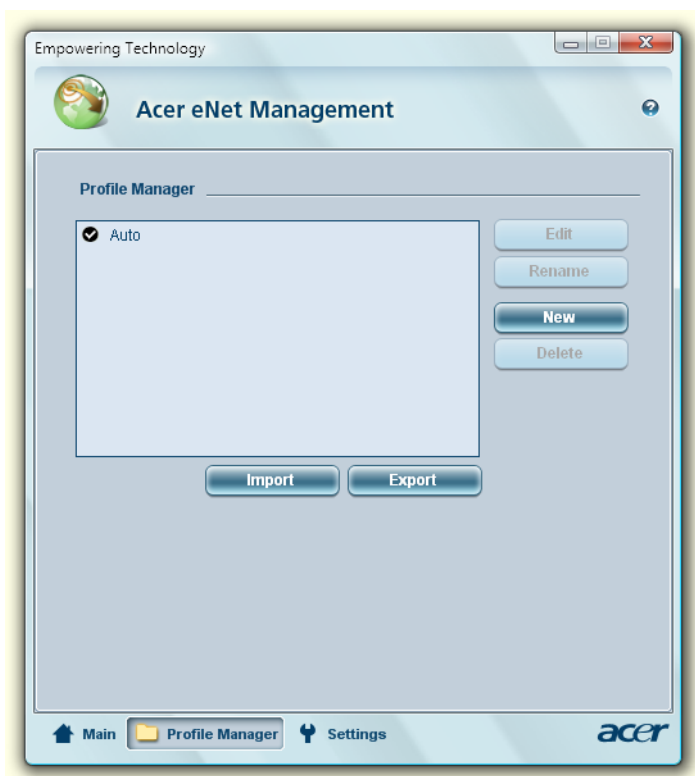 Empowering Technology
Acer eNet Management
Profile Manager
Auto
Edit
Rename
New
Delete
Import Export
Main Profile Manager Settings acer